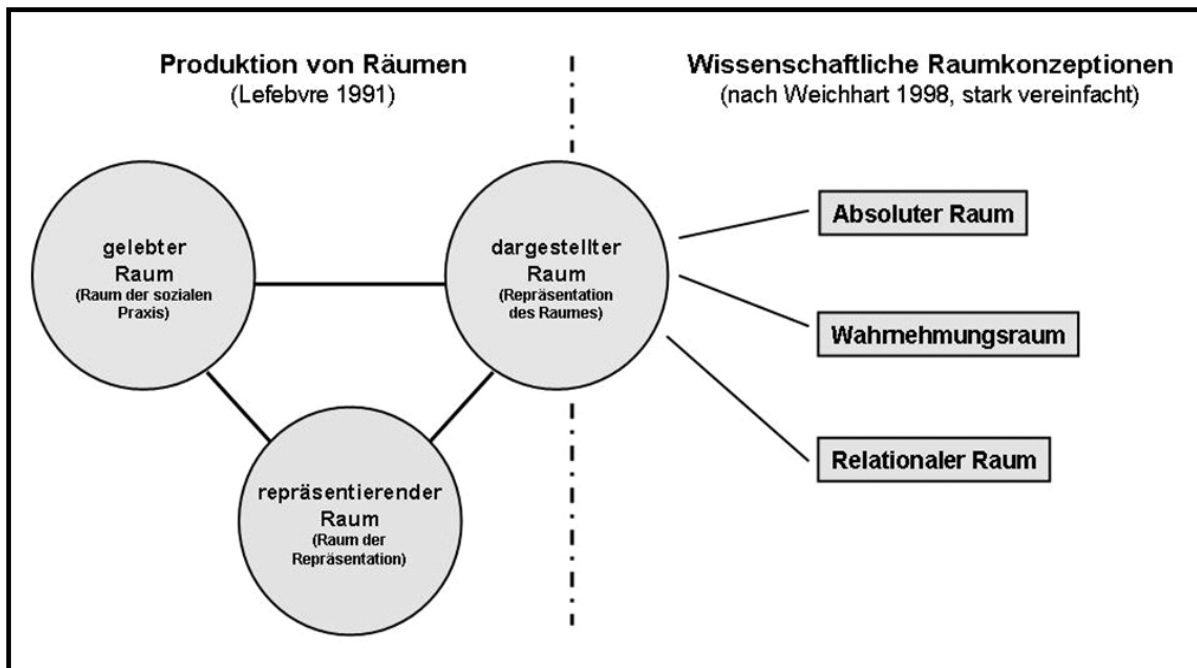 Produktion von Räumen
(Lefebvre 1991)
Wissenschaftliche Raumkonzeptionen
(nach Weichhart 1998, stark vereinfacht)
gelebter
Raum
(Raum der sozialen
Praxis)
dargestellter
Raum
(Repräsentation
des Raumes)
repräsentierender
Raum
(Raum der
Repräsentation)
Absoluter Raum
Wahrnehmungsraum
Relationaler Raum